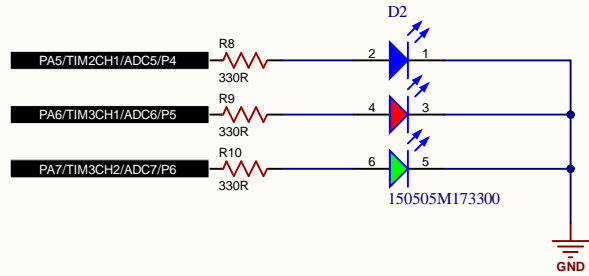 D2
R8
PA5/TIM2CH1/ADC5/P4
2
1
330R
R9
PA6/TIM3CH1/ADC6/P5
4
3
330R
R10
PA7/TIM3CH2/ADC7/P6
6
5
330R
150505M173300
GND